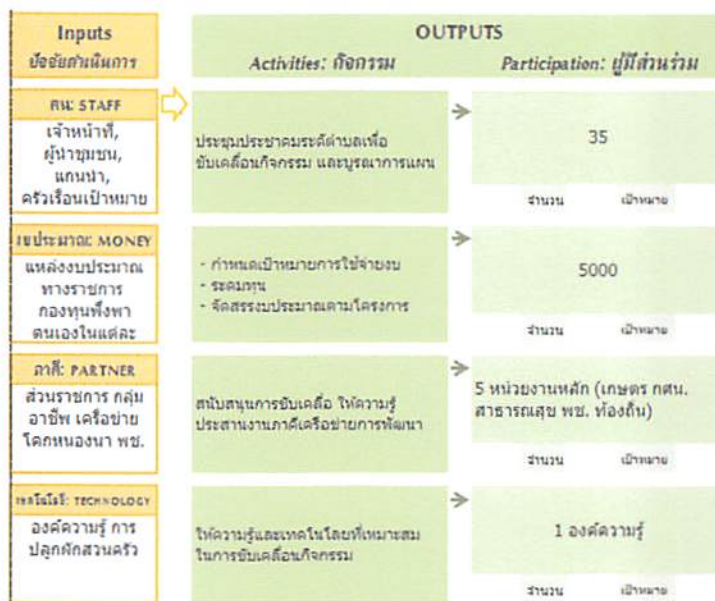 Inputs
ปัจจัยดำเนินการ
OUTPUTS
Activities: กิจกรรม
Participation: ผู้มีส่วนร่วม
คน: STAFF
เจ้าหน้าที่,
ผู้นำชุมชน,
แกนนำ,
ครัวเรือนเป้าหมาย
ประชุมประชาคมระดับตำบลเพื่อ
ขับเคลื่อนกิจกรรม และบูรณาการแผน
35
จำนวน เป้าหมาย
งบประมาณ: MONEY
แหล่งงบประมาณ
ทางราชการ
กองทุนพึ่งพา
ตนเองในแต่ละ
- กำหนดเป้าหมายการใช้จ่ายงบ
- ระดมทุน
- จัดสรรงบประมาณตามโครงการ
5000
จำนวน เป้าหมาย
ภาคี: PARTNER
ส่วนราชการ กลุ่ม
อาชีพ เครือข่าย
โคกหนองนา พช.
สนับสนุนการขับเคลื่อ ให้ความรู้
ประสานงานภาคีเครือข่ายการพัฒนา
5 หน่วยงานหลัก (เกษตร กศน.
สาธารณสุข พช. ท้องถิ่น)
จำนวน เป้าหมาย
เทคโนโลยี: TECHNOLOGY
องค์ความรู้ การ
ปลูกผักสวนครัว
ให้ความรู้และเทคโนโลยีที่เหมาะสม
ในการขับเคลื่อนกิจกรรม
1 องค์ความรู้
จำนวน เป้าหมาย